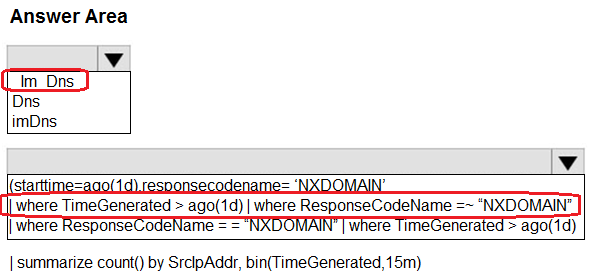 Answer Area
_Im_Dns
Dns
imDns
(starttime=ago(1d),responsecodename= ‘NXDOMAIN’
| where TimeGenerated > ago(1d) | where ResponseCodeName =~ “NXDOMAIN”
| where ResponseCodeName = = “NXDOMAIN” | where TimeGenerated > ago(1d)
| summarize count() by SrcIpAddr, bin(TimeGenerated,15m)